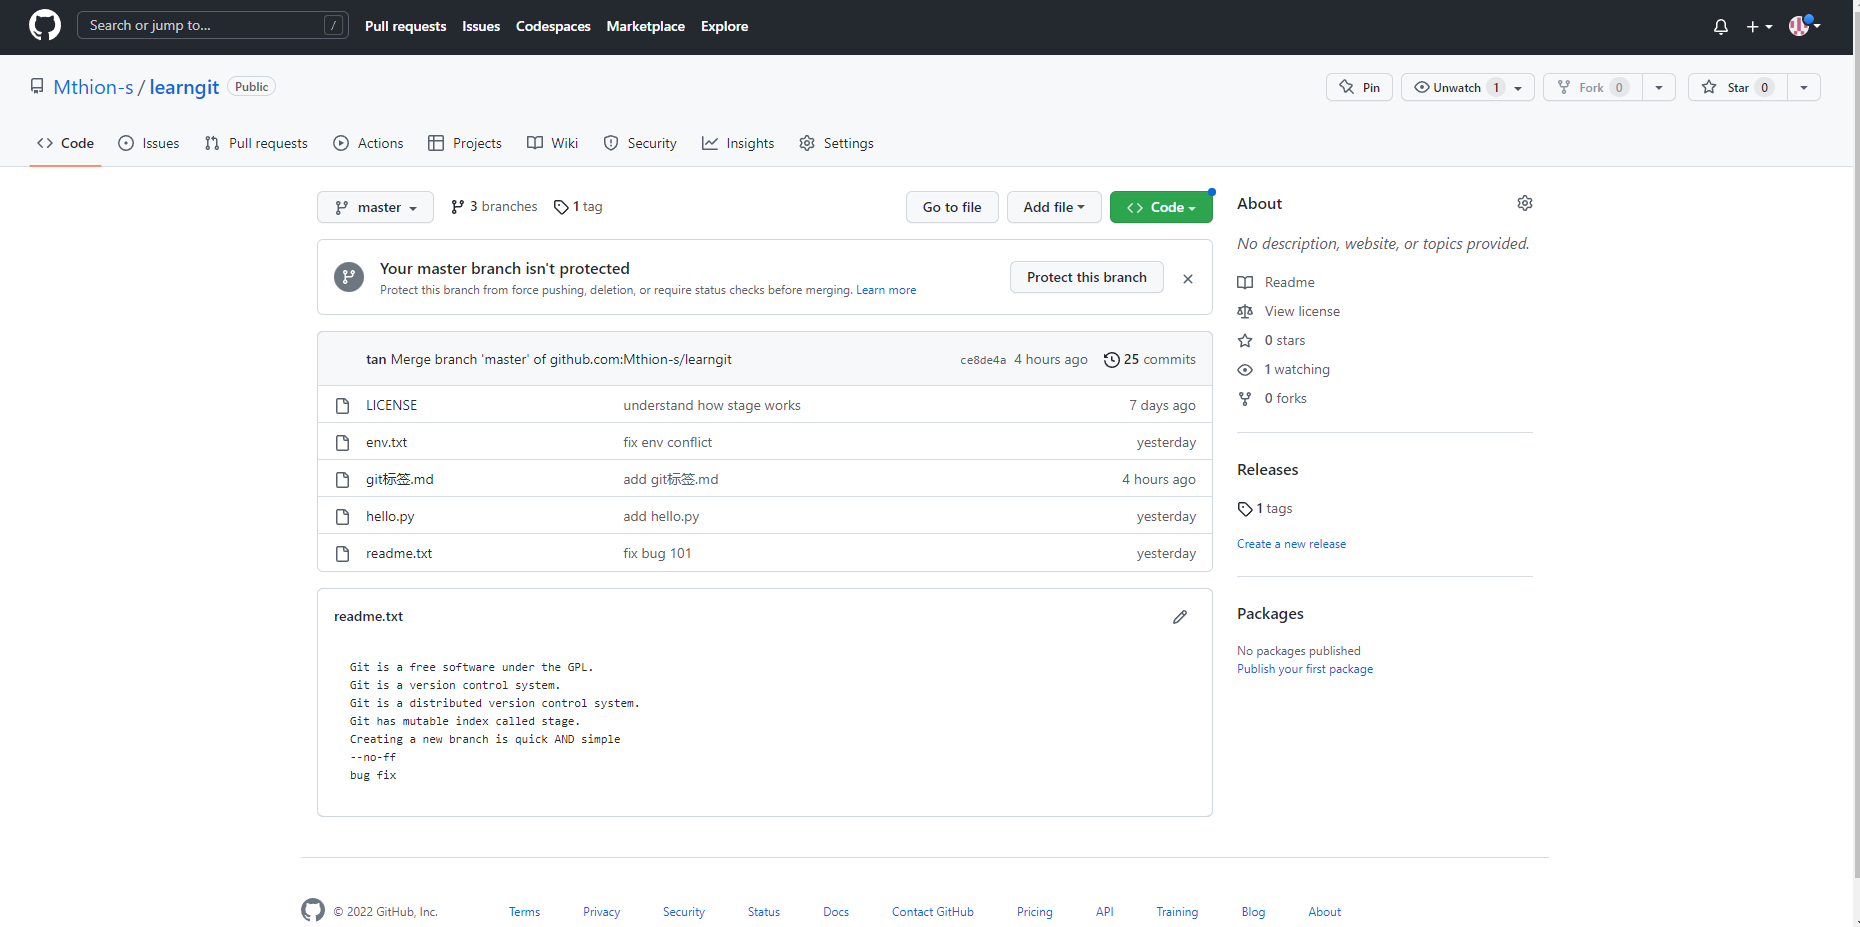 Search or jump to... /
Pull requests Issues Codespaces Marketplace Explore
Mthion-s / learngit Public
Pin Unwatch 1 Fork 0 Star 0
Code Issues Pull requests Actions Projects Wiki Security Insights Settings
master 3 branches 1 tag Go to file Add file Code
Your master branch isn't protected
Protect this branch from force pushing, deletion, or require status checks before merging. Learn more
Protect this branch
tan Merge branch 'master' of github.com:Mthion-s/learngit ce8de4a 4 hours ago 25 commits
LICENSE understand how stage works 7 days ago
env.txt fix env conflict yesterday
git标签.md add git标签.md 4 hours ago
hello.py add hello.py yesterday
readme.txt fix bug 101 yesterday
readme.txt
Git is a free software under the GPL.
Git is a version control system.
Git is a distributed version control system.
Git has mutable index called stage.
Creating a new branch is quick AND simple
--no-ff
bug fix
About
No description, website, or topics provided.
Readme
View license
0 stars
1 watching
0 forks
Releases
1 tags
Create a new release
Packages
No packages published
Publish your first package
© 2022 GitHub, Inc. Terms Privacy Security Status Docs Contact GitHub Pricing API Training Blog About